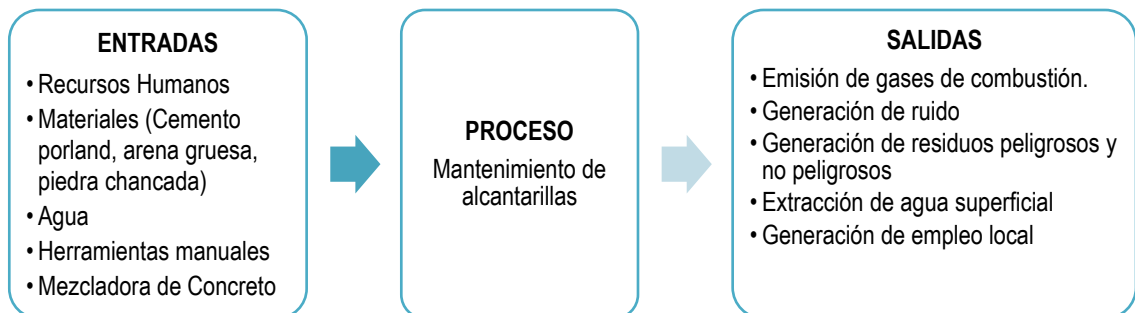 ENTRADAS
• Recursos Humanos
• Materiales (Cemento
porland, arena gruesa,
piedra chancada)
• Agua
• Herramientas manuales
• Mezcladora de Concreto
PROCESO
Mantenimiento de
alcantarillas
SALIDAS
• Emisión de gases de combustión.
• Generación de ruido
• Generación de residuos peligrosos y
no peligrosos
• Extracción de agua superficial
• Generación de empleo local